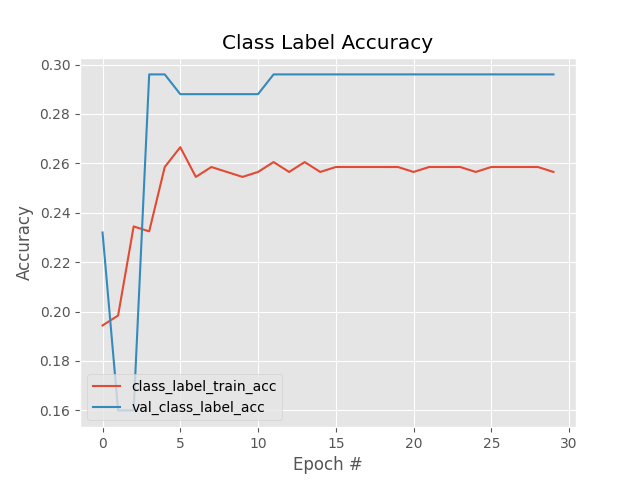 Class Label Accuracy
0.30
0.28
0.26
0.24
0.22
0.20
0.18
0.16
Accuracy
class_label_train_acc
val_class_label_acc
0 5 10 15 20 25 30
Epoch #